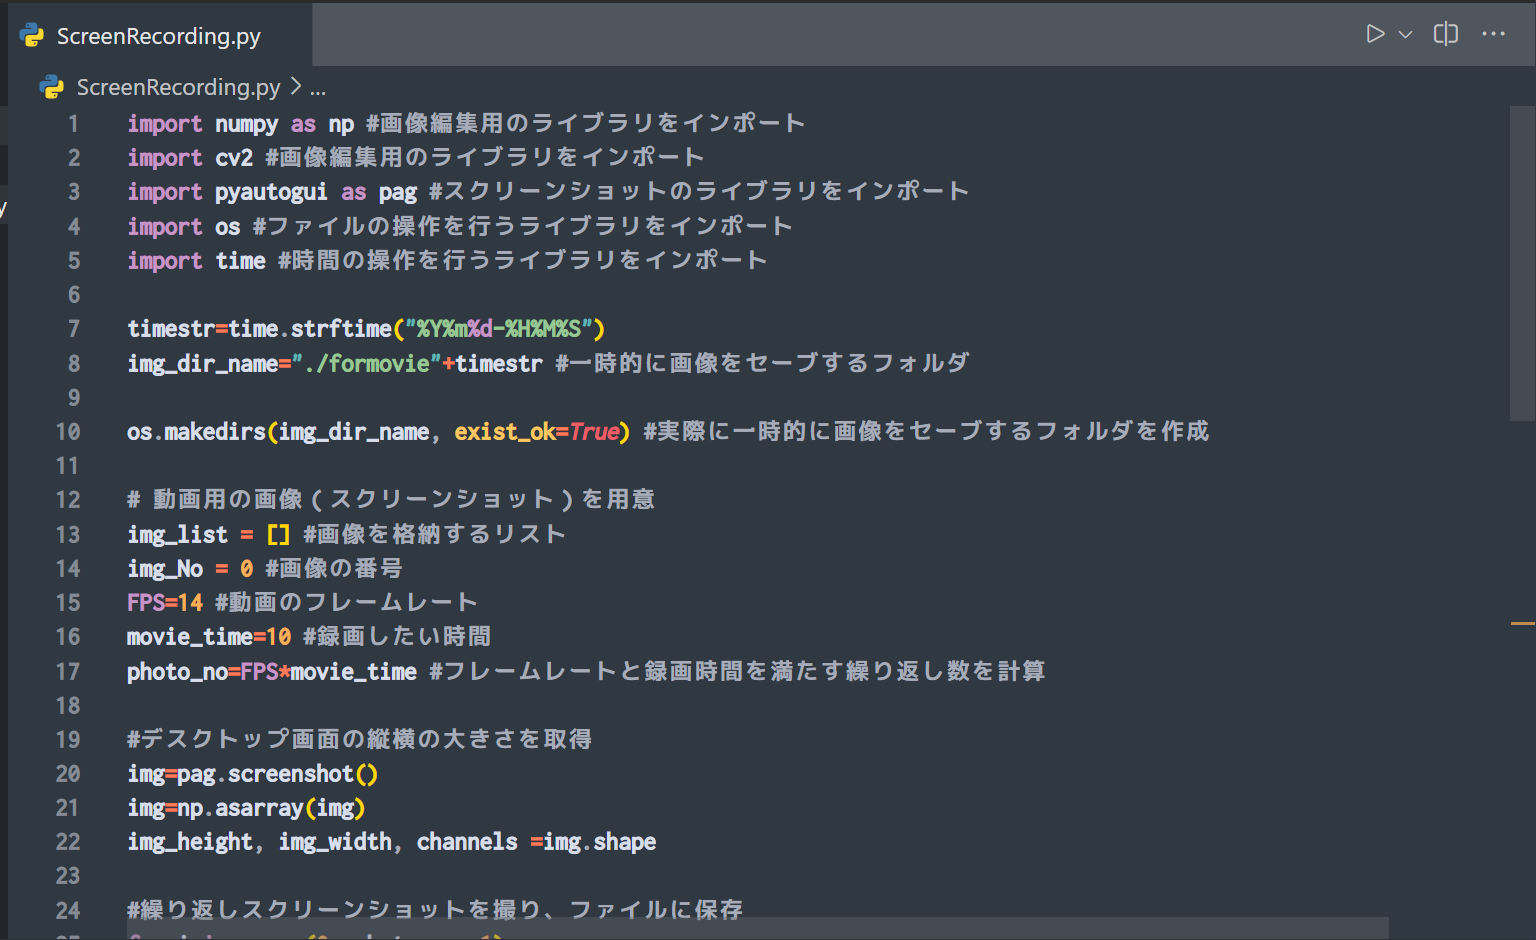 ScreenRecording.py
ScreenRecording.py > ...
1 import numpy as np #画像編集用のライブラリをインポート
2 import cv2 #画像編集用のライブラリをインポート
3 import pyautogui as pag #スクリーンショットのライブラリをインポート
4 import os #ファイルの操作を行うライブラリをインポート
5 import time #時間の操作を行うライブラリをインポート
6
7 timestr=time.strftime("%Y%m%d-%H%M%S")
8 img_dir_name="./formovie"+timestr #一時的に画像をセーブするフォルダ
9
10 os.makedirs(img_dir_name, exist_ok=True) #実際に一時的に画像をセーブするフォルダを作成
11
12 # 動画用の画像(スクリーンショット)を用意
13 img_list = [] #画像を格納するリスト
14 img_No = 0 #画像の番号
15 FPS=14 #動画のフレームレート
16 movie_time=10 #録画したい時間
17 photo_no=FPS*movie_time #フレームレートと録画時間を満たす繰り返し数を計算
18
19 #デスクトップ画面の縦横の大きさを取得
20 img=pag.screenshot()
21 img=np.asarray(img)
22 img_height, img_width, channels =img.shape
23
24 #繰り返しスクリーンショットを撮り、ファイルに保存